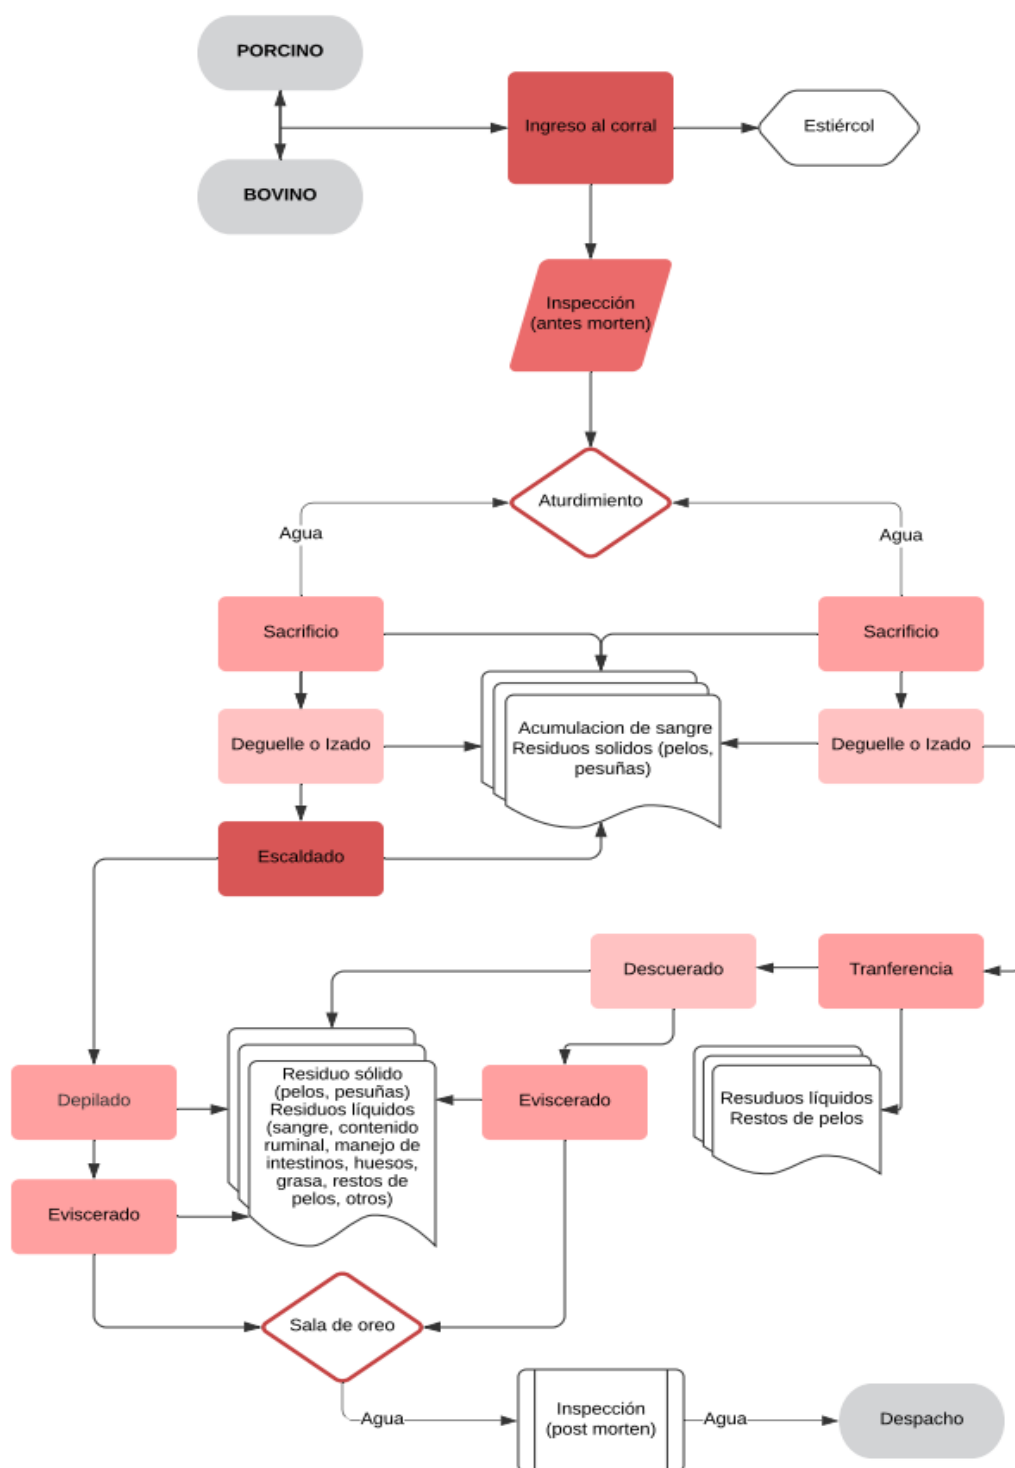 PORCINO
Ingreso al corral
Estiércol
BOVINO
Inspección
(antes morten)
Aturdimiento
Agua
Agua
Sacrificio
Sacrificio
Deguelle o Izado
Acumulacion de sangre
Residuos solidos (pelos,
pesuñas)
Deguelle o Izado
Escaldado
Descuerado
Tranferencia
Depilado
Residuo sólido
(pelos, pesuñas)
Residuos líquidos
(sangre, contenido
ruminal, manejo de
intestinos, huesos,
grasa, restos de
pelos, otros)
Eviscerado
Resuduos líquidos
Restos de pelos
Eviscerado
Sala de oreo
Agua
Inspección
(post morten)
Agua
Despacho